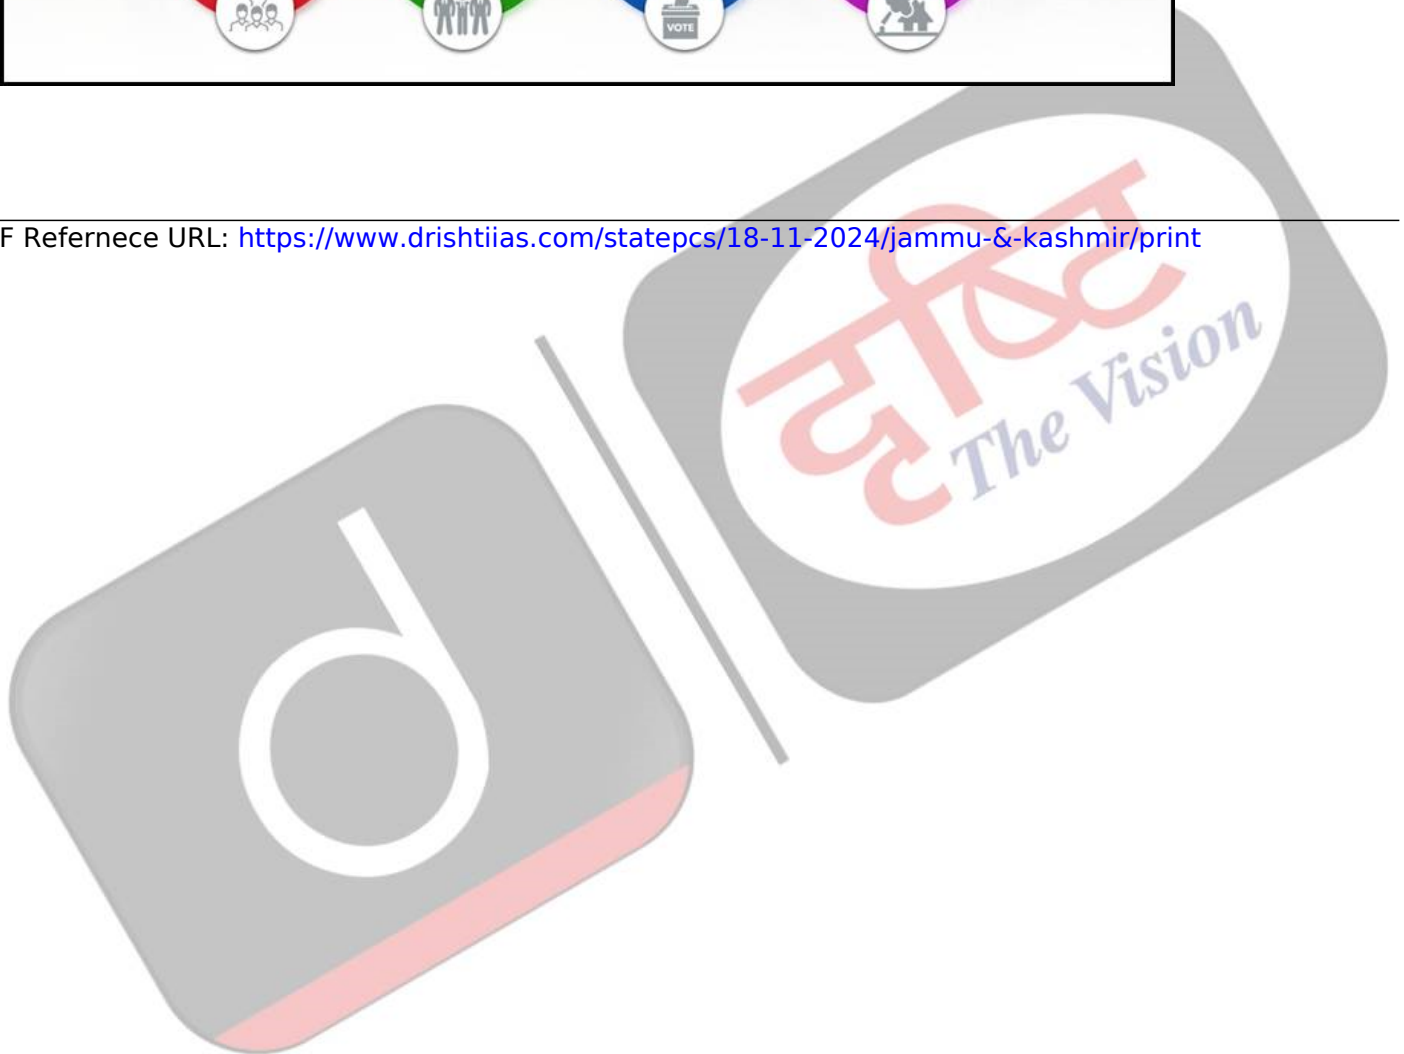 VOTE
F Refernece URL: https://www.drishtiias.com/statepcs/18-11-2024/jammu-&-kashmir/print
दृष्टि
The Vision
d